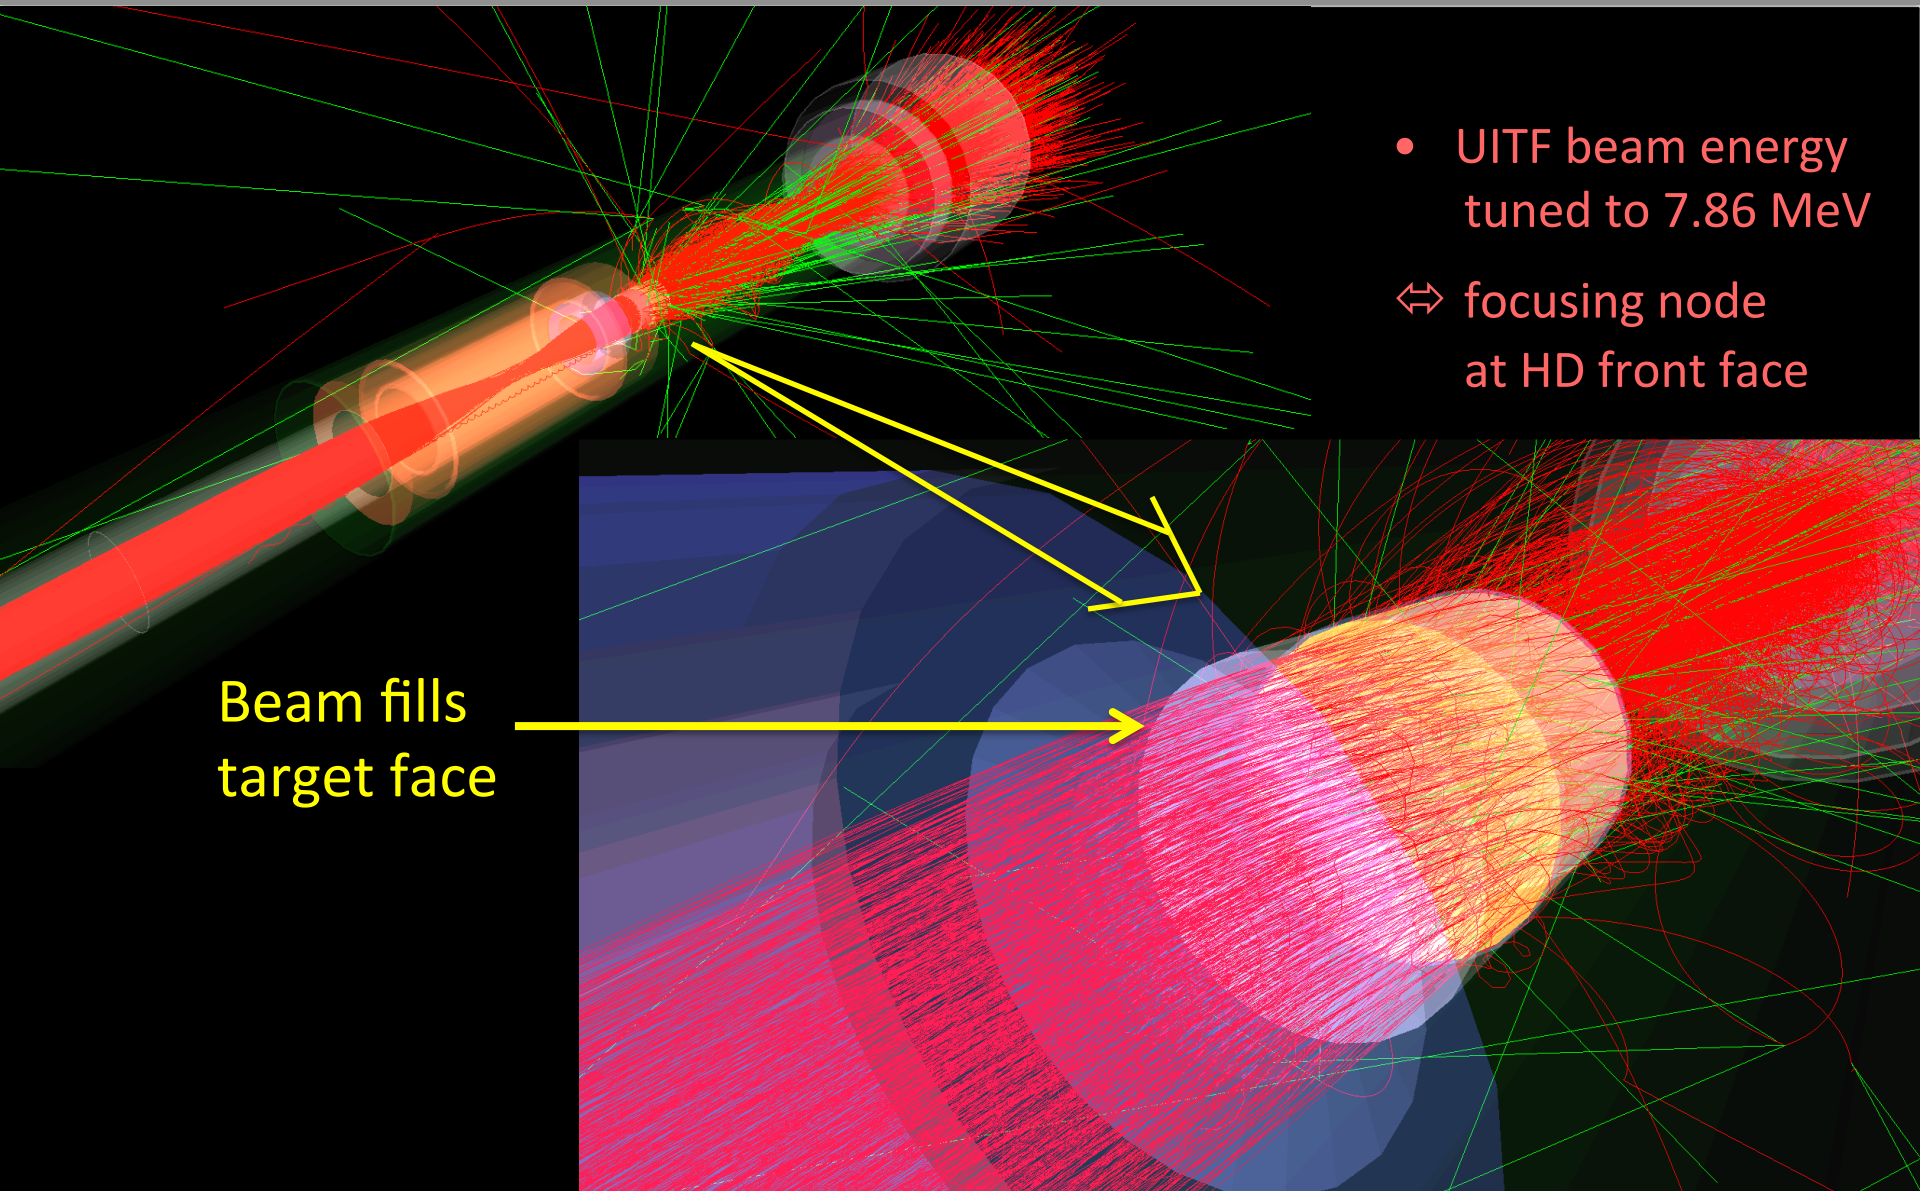 • UITF beam energy
tuned to 7.86 MeV
⇔ focusing node
at HD front face
Beam fills
target face